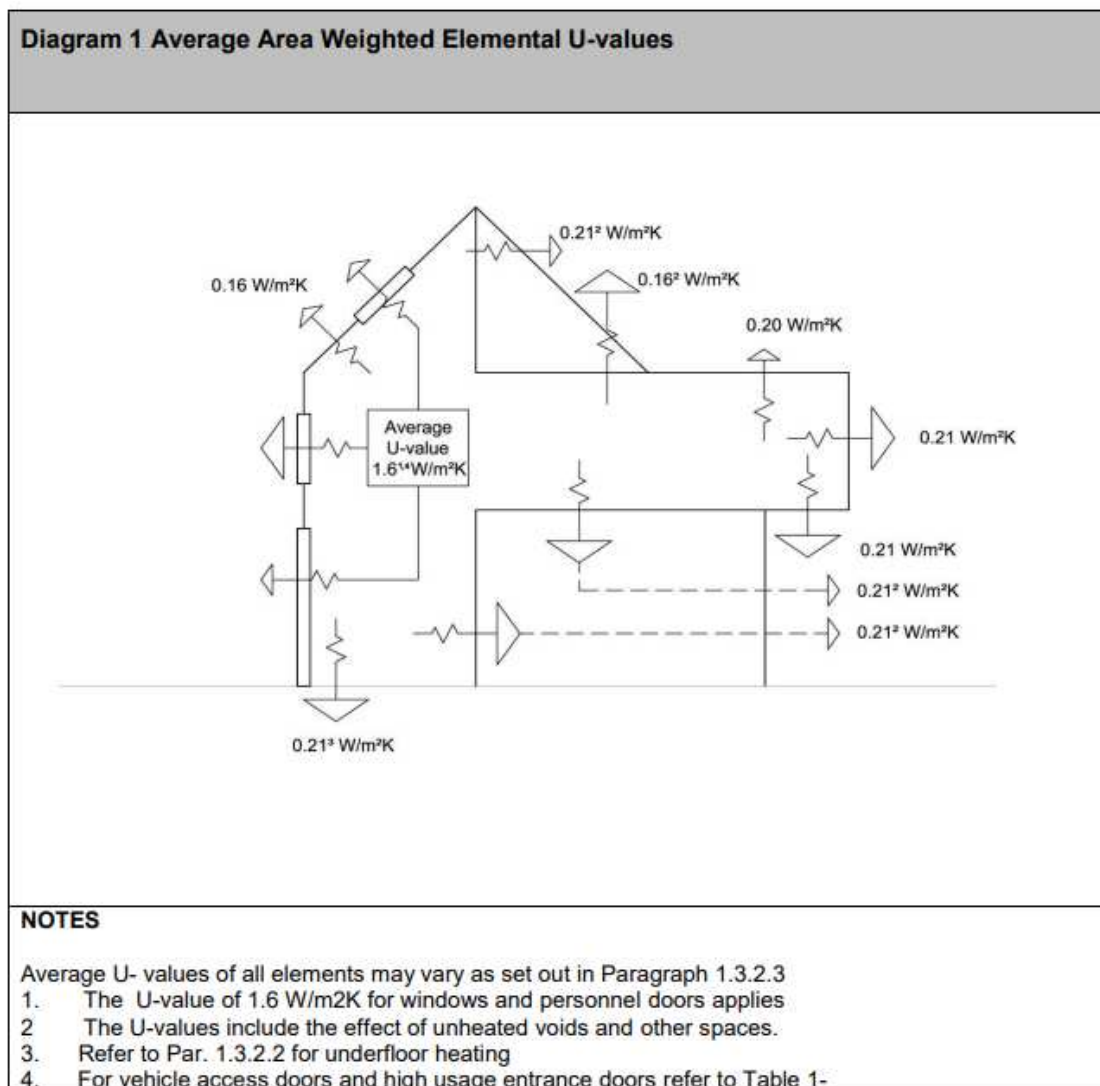 Diagram 1 Average Area Weighted Elemental U-values
0.21² W/m²K
0.16 W/m²K
0.16² W/m²K
0.20 W/m²K
Average
U-value
1.6¹˒⁴W/m²K
0.21 W/m²K
0.21 W/m²K
0.21² W/m²K
0.21² W/m²K
0.21³ W/m²K
NOTES
Average U- values of all elements may vary as set out in Paragraph 1.3.2.3
1. The U-value of 1.6 W/m2K for windows and personnel doors applies
2 The U-values include the effect of unheated voids and other spaces.
3. Refer to Par. 1.3.2.2 for underfloor heating
4. For vehicle access doors and high usage entrance doors refer to Table 1-